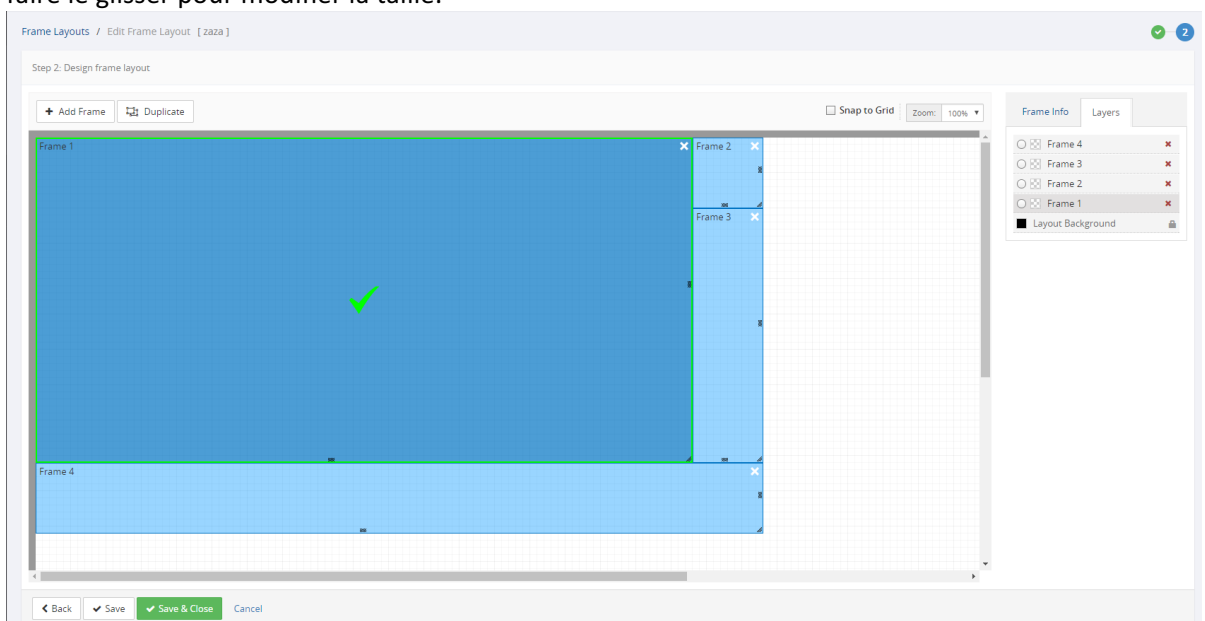 faire le glisser pour modifier la taille.
Frame Layouts / Edit Frame Layout [ zaza ]
2
Step 2: Design frame layout
Add Frame Duplicate
Snap to Grid Zoom: 100%
Frame Info Layers
Frame 1
Frame 2
Frame 3
Frame 4
Frame 4
Frame 3
Frame 2
Frame 1
Layout Background
Back Save Save & Close Cancel